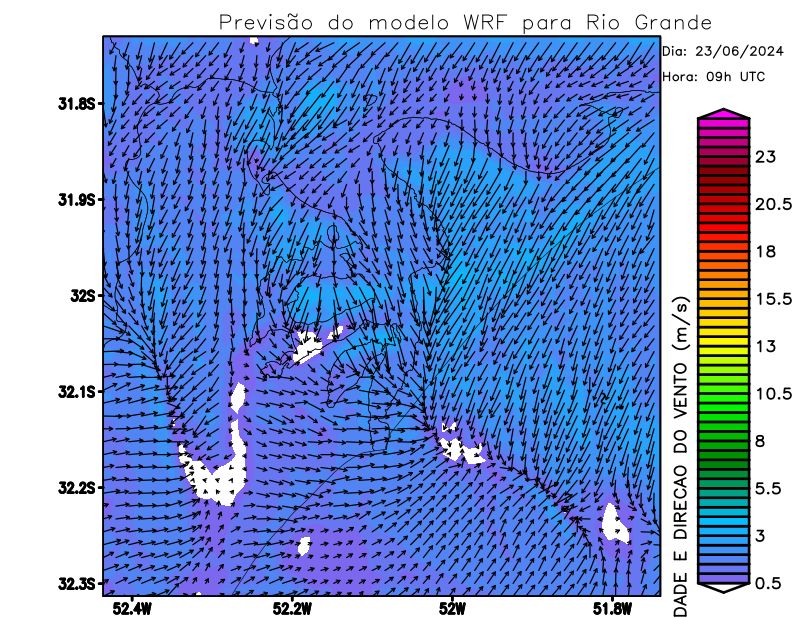 Previsão do modelo WRF para Rio Grande
Dia: 23/06/2024
Hora: 09h UTC
31.8S
31.9S
32S
32.1S
32.2S
32.3S
52.4W
52.2W
52W
51.8W
23
20.5
18
15.5
13
10.5
8
5.5
3
0.5
DADE E DIRECAO DO VENTO (m/s)